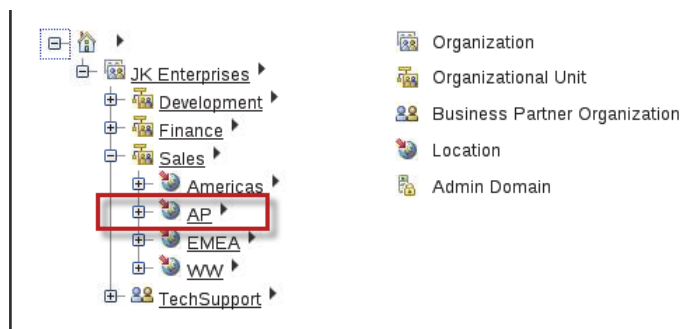 JK Enterprises
Development
Finance
Sales
Americas
AP
EMEA
WW
TechSupport
Organization
Organizational Unit
Business Partner Organization
Location
Admin Domain